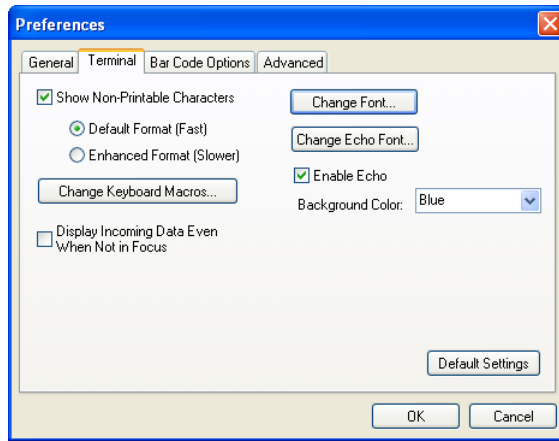 Preferences
General Terminal Bar Code Options Advanced
Show Non-Printable Characters
Default Format (Fast)
Enhanced Format (Slower)
Change Keyboard Macros...
Display Incoming Data Even
When Not in Focus
Change Font...
Change Echo Font...
Enable Echo
Background Color: Blue
Default Settings
OK Cancel